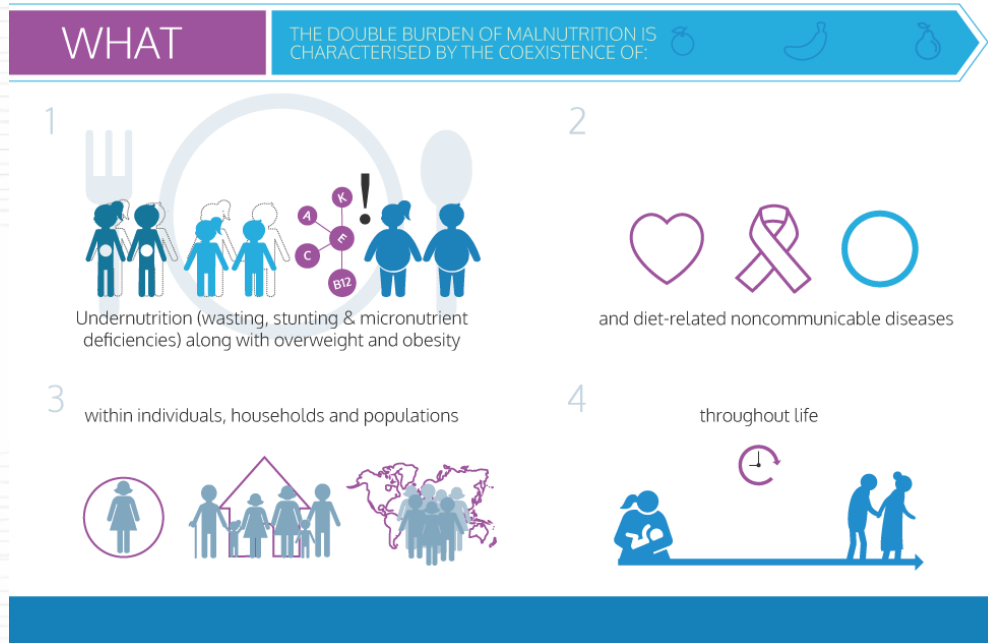 WHAT
THE DOUBLE BURDEN OF MALNUTRITION IS
CHARACTERISED BY THE COEXISTENCE OF:
1
K
A
E
C
B12
!
Undernutrition (wasting, stunting & micronutrient
deficiencies) along with overweight and obesity
2
and diet-related noncommunicable diseases
3
within individuals, households and populations
4
throughout life